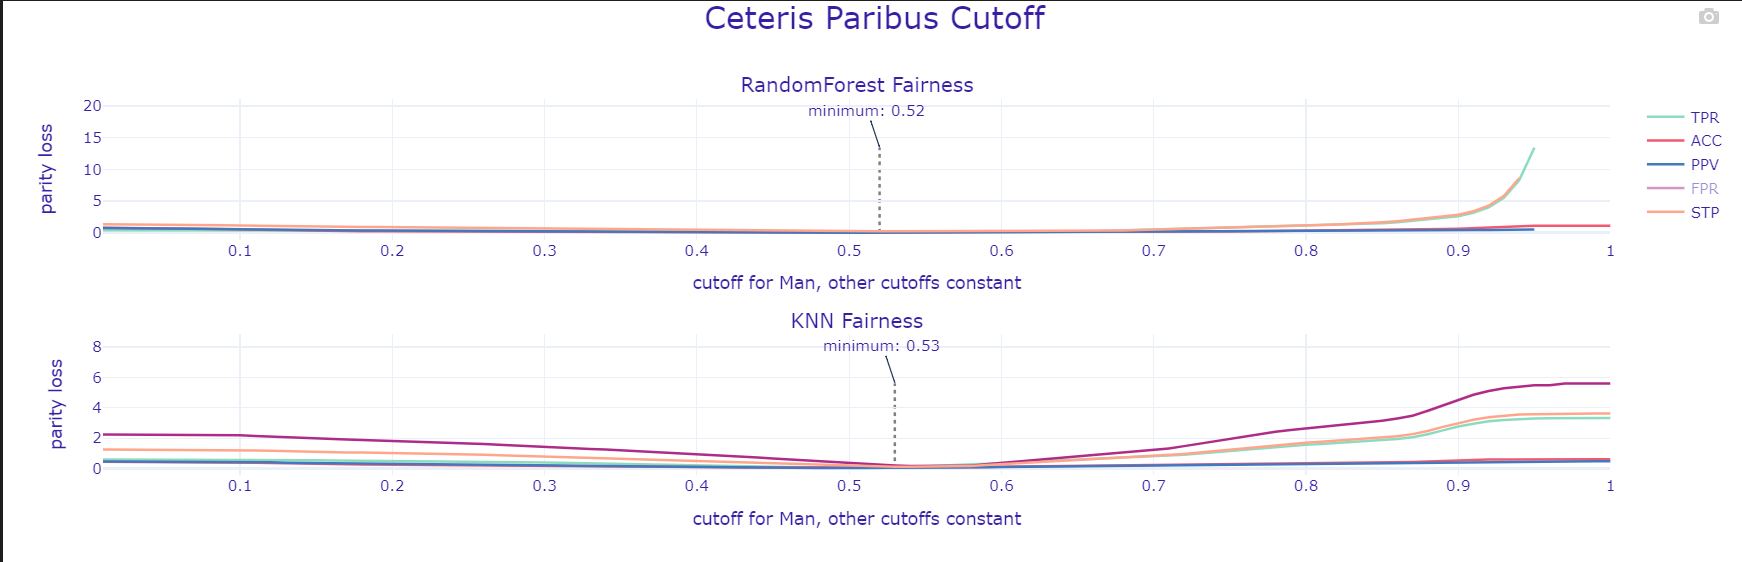 Ceteris Paribus Cutoff
RandomForest Fairness
minimum: 0.52
20
15
10
5
0
parity loss
0.1 0.2 0.3 0.4 0.5 0.6 0.7 0.8 0.9 1
cutoff for Man, other cutoffs constant
TPR
ACC
PPV
FPR
STP
KNN Fairness
minimum: 0.53
8
6
4
2
0
parity loss
0.1 0.2 0.3 0.4 0.5 0.6 0.7 0.8 0.9 1
cutoff for Man, other cutoffs constant